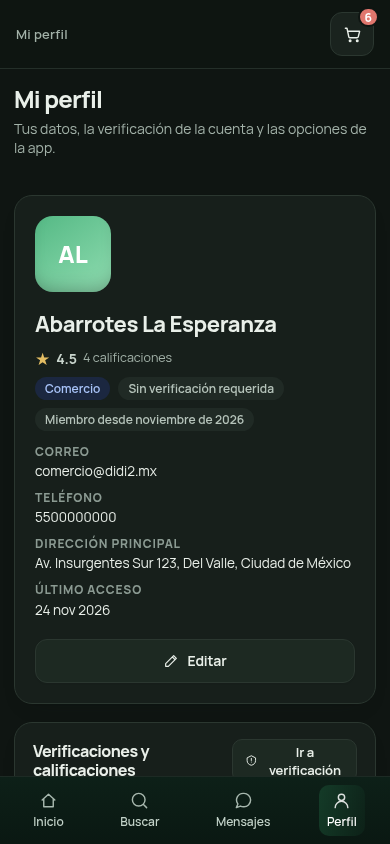 Mi perfil
6
Mi perfil
Tus datos, la verificación de la cuenta y las opciones de
la app.
AL
Abarrotes La Esperanza
★ 4.5 4 calificaciones
Comercio Sin verificación requerida
Miembro desde noviembre de 2026
CORREO
comercio@didi2.mx
TELÉFONO
5500000000
DIRECCIÓN PRINCIPAL
Av. Insurgentes Sur 123, Del Valle, Ciudad de México
ÚLTIMO ACCESO
24 nov 2026
Editar
Verificaciones y
calificaciones
Ir a
verificación
Inicio Buscar Mensajes Perfil